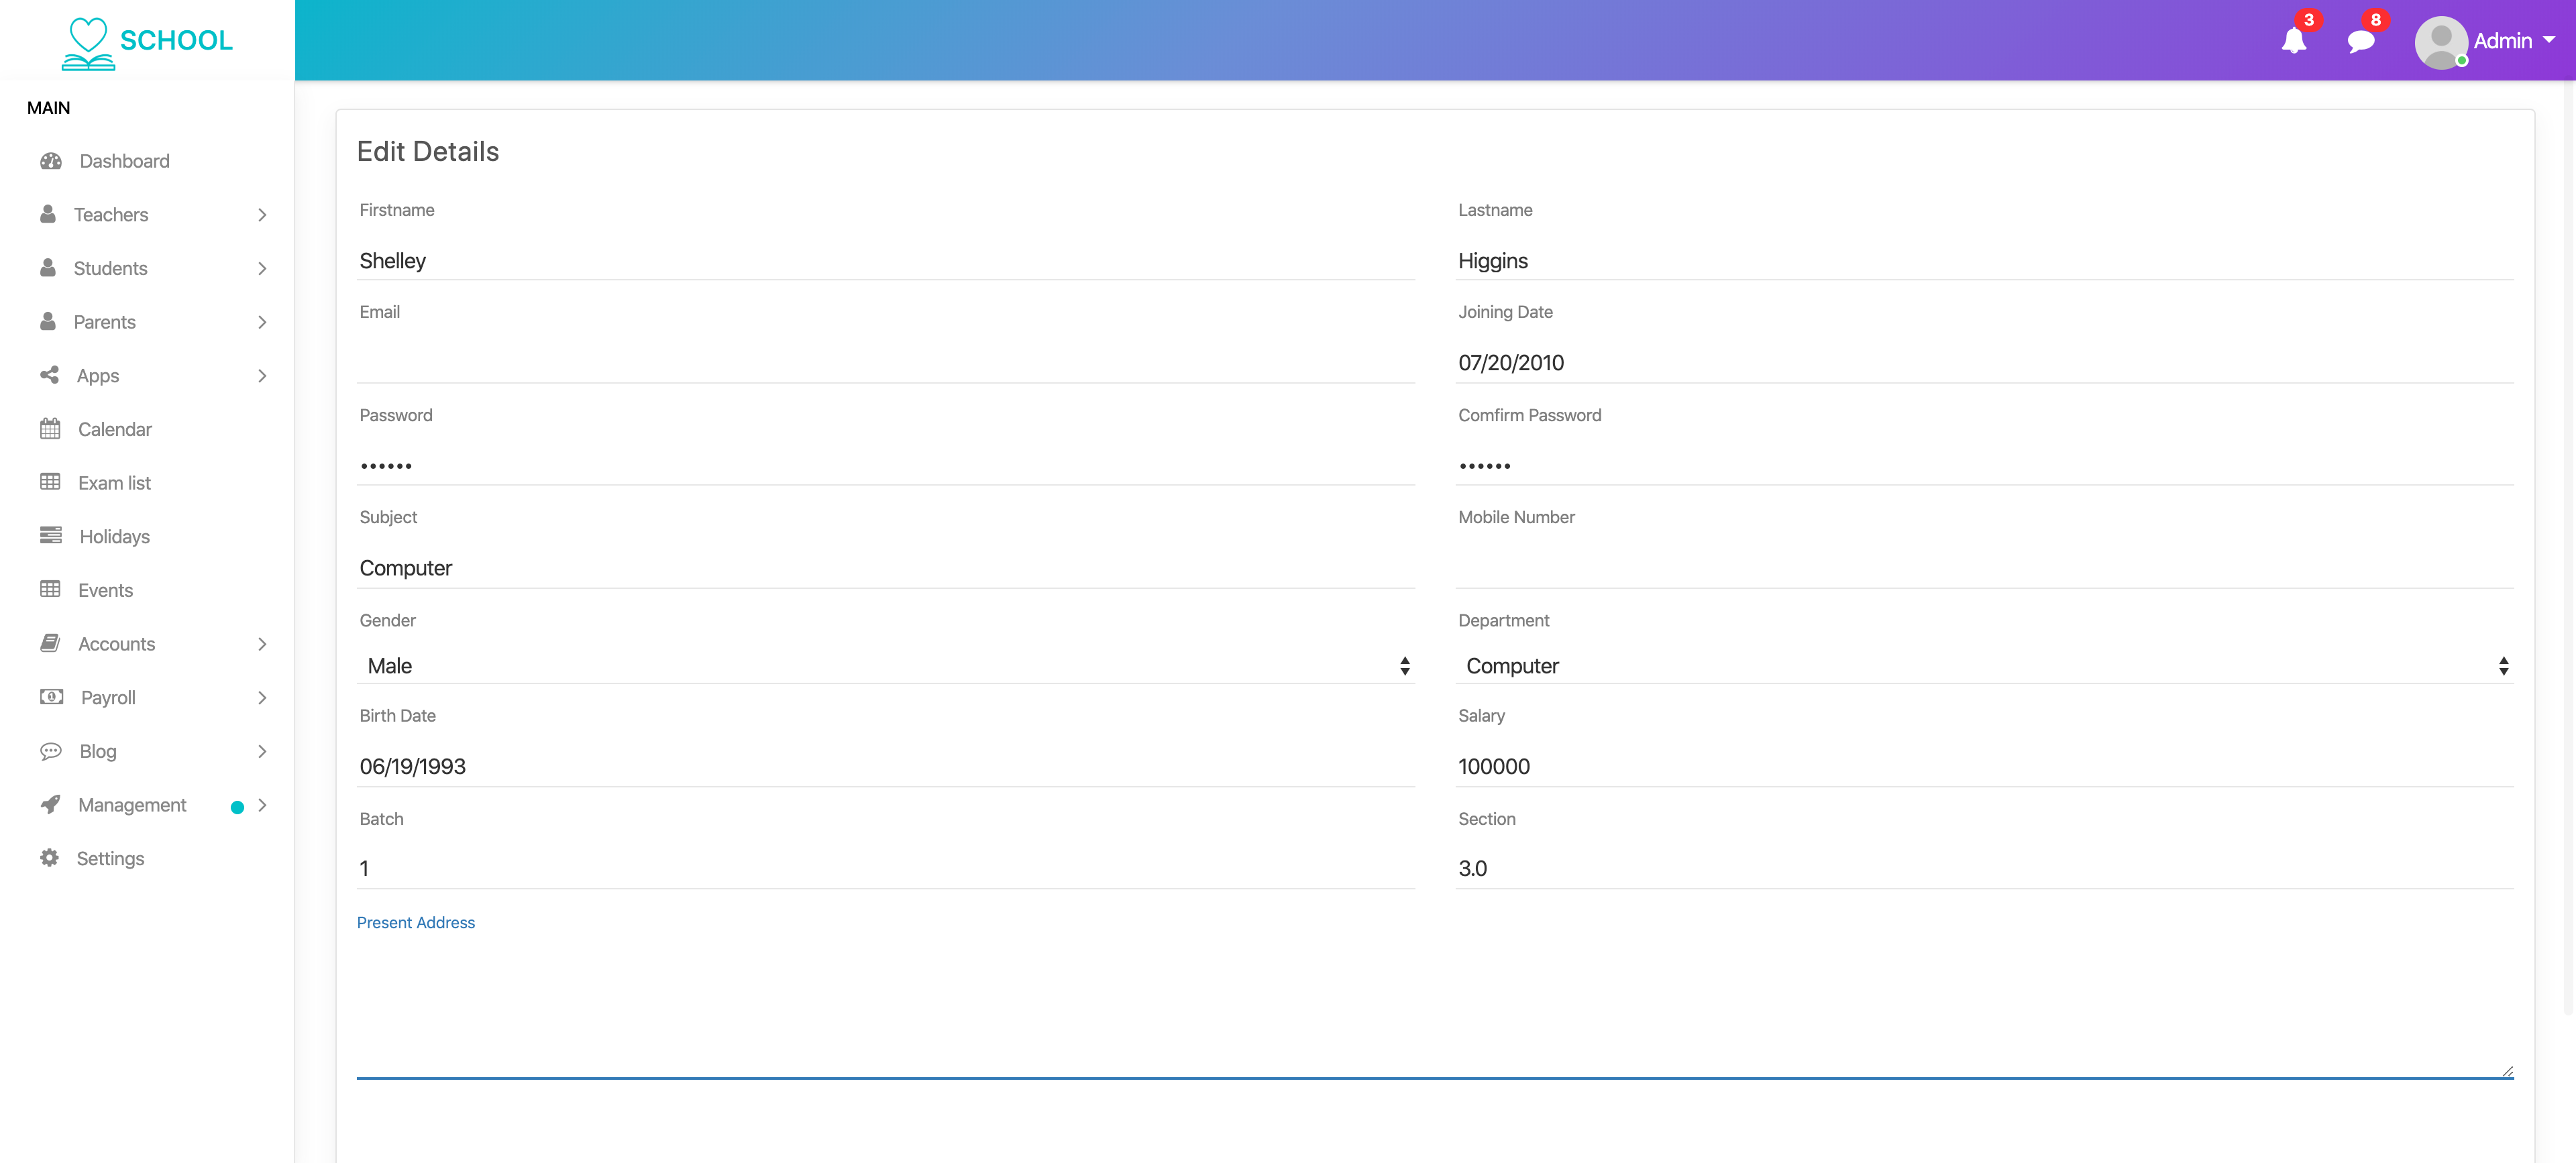 SCHOOL
3
8
Admin
MAIN
Dashboard
Teachers
Students
Parents
Apps
Calendar
Exam list
Holidays
Events
Accounts
Payroll
Blog
Management
Settings
Edit Details
Firstname
Lastname
Shelley
Higgins
Email
Joining Date
07/20/2010
Password
Comfirm Password
••••••
••••••
Subject
Mobile Number
Computer
Gender
Department
Male
Computer
Birth Date
Salary
06/19/1993
100000
Batch
Section
1
3.0
Present Address